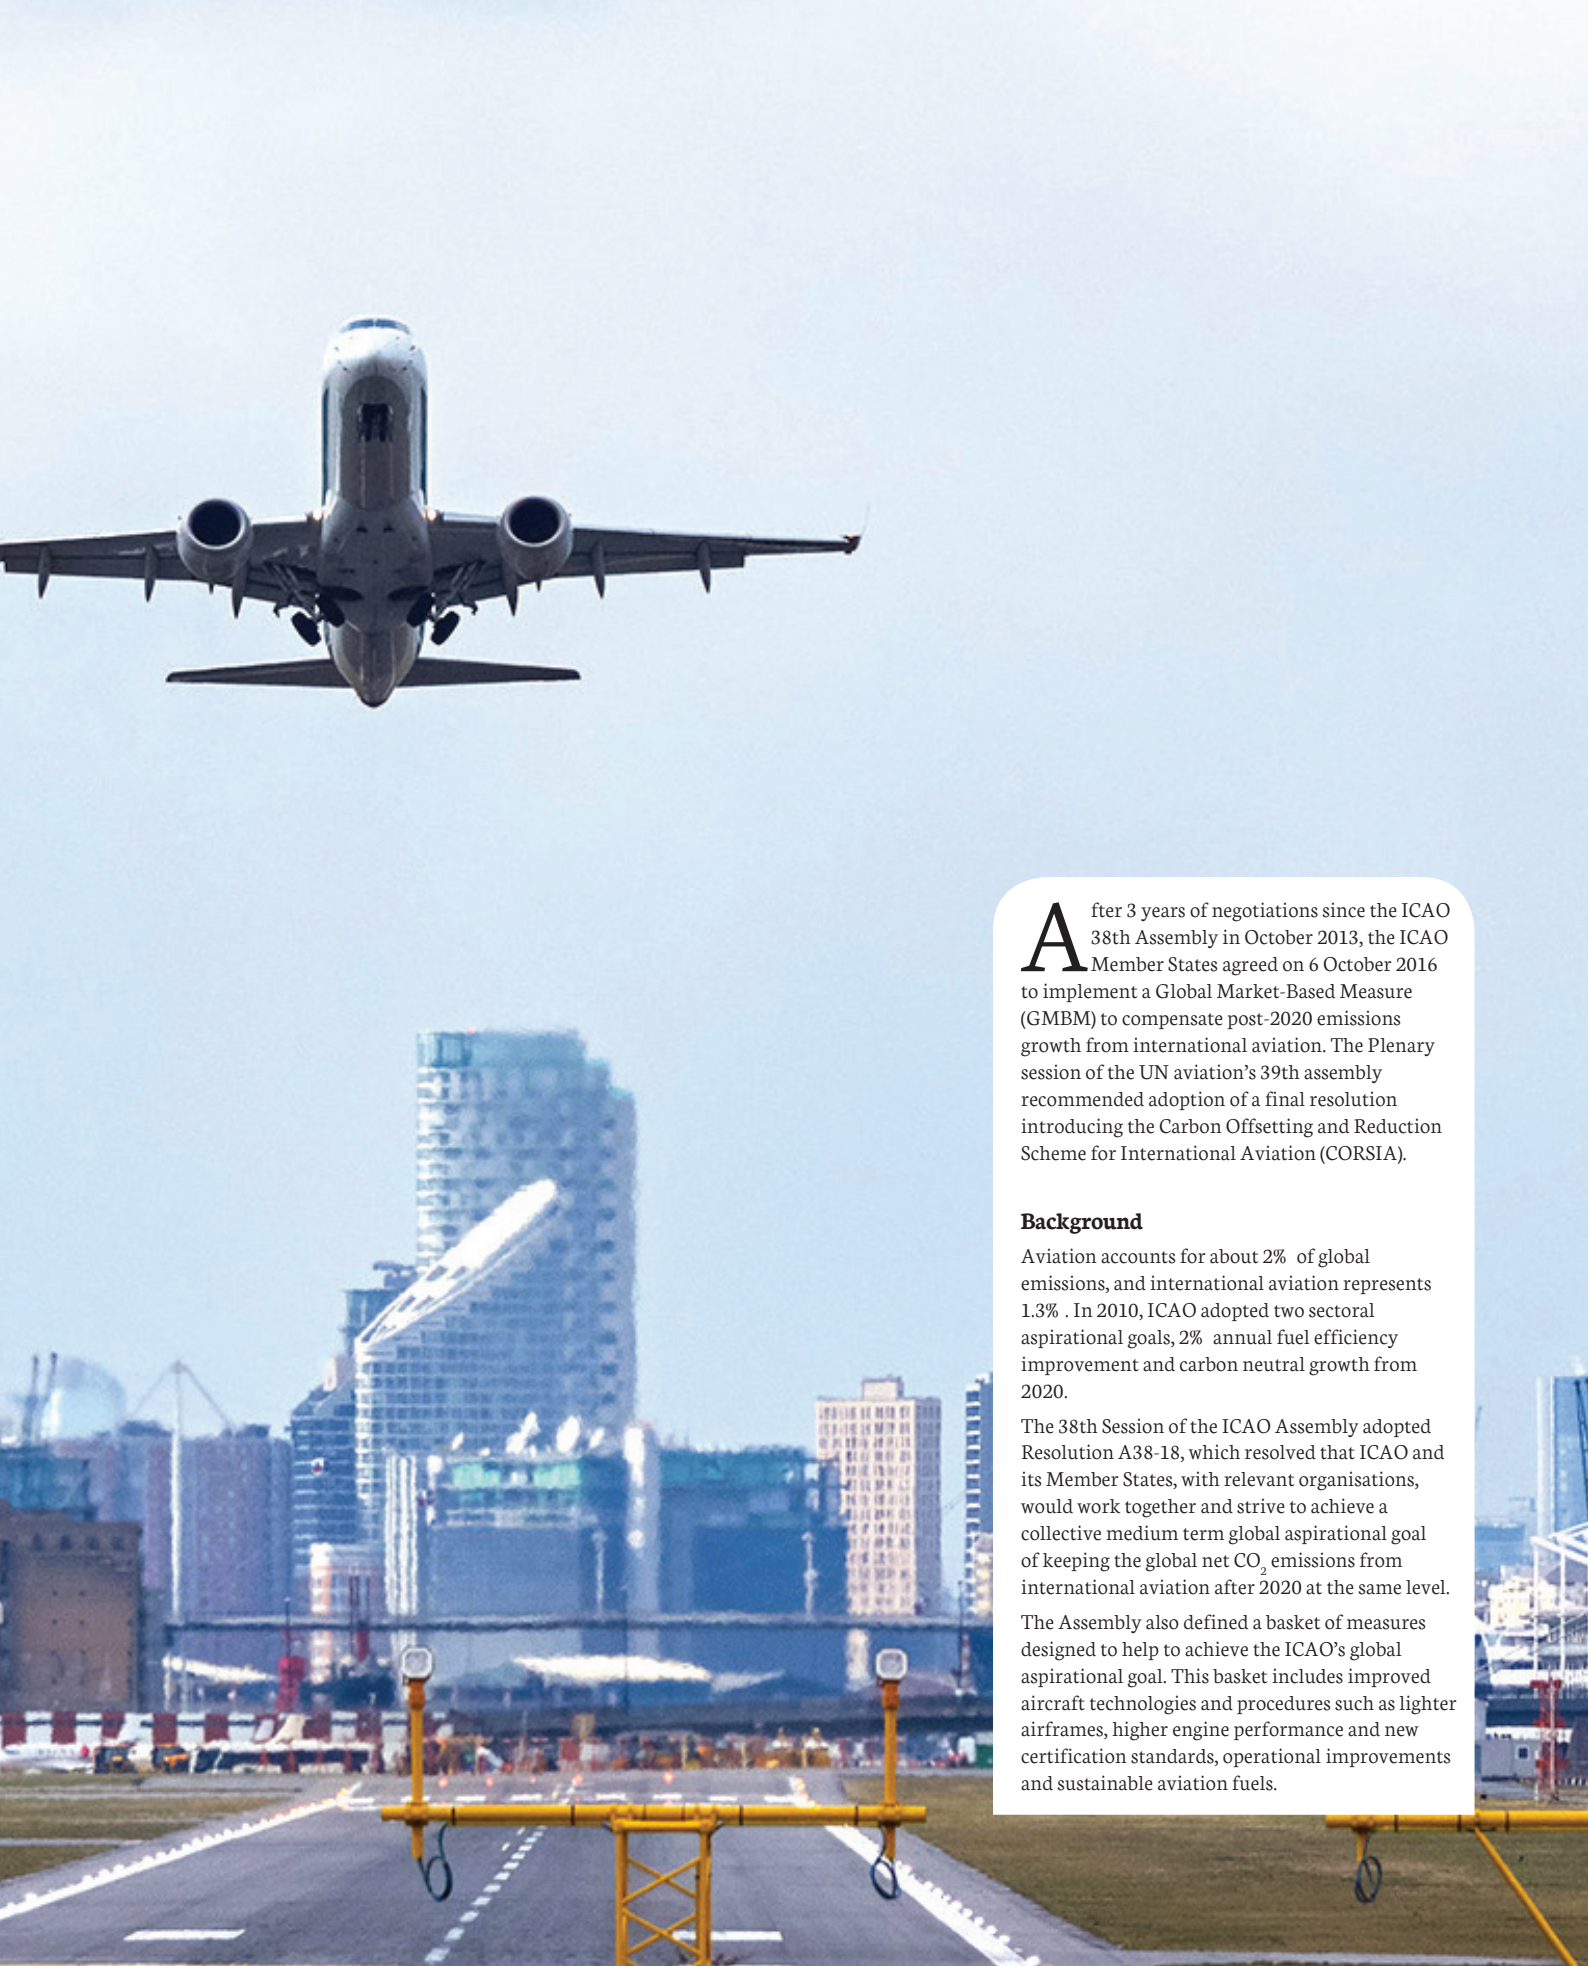 After 3 years of negotiations since the ICAO
38th Assembly in October 2013, the ICAO
Member States agreed on 6 October 2016
to implement a Global Market-Based Measure
(GMBM) to compensate post-2020 emissions
growth from international aviation. The Plenary
session of the UN aviation’s 39th assembly
recommended adoption of a final resolution
introducing the Carbon Offsetting and Reduction
Scheme for International Aviation (CORSIA).
Background
Aviation accounts for about 2% of global
emissions, and international aviation represents
1.3% . In 2010, ICAO adopted two sectoral
aspirational goals, 2% annual fuel efficiency
improvement and carbon neutral growth from
2020.
The 38th Session of the ICAO Assembly adopted
Resolution A38-18, which resolved that ICAO and
its Member States, with relevant organisations,
would work together and strive to achieve a
collective medium term global aspirational goal
of keeping the global net CO₂ emissions from
international aviation after 2020 at the same level.
The Assembly also defined a basket of measures
designed to help to achieve the ICAO’s global
aspirational goal. This basket includes improved
aircraft technologies and procedures such as lighter
airframes, higher engine performance and new
certification standards, operational improvements
and sustainable aviation fuels.